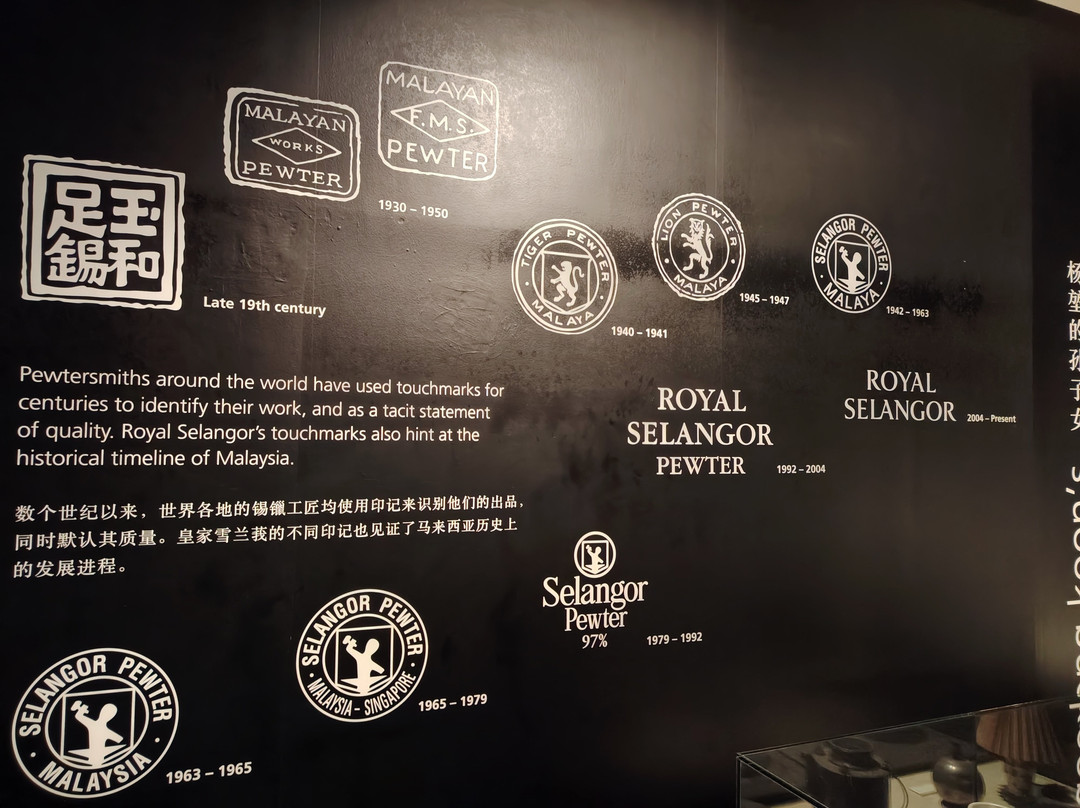 足玉
錫和
Late 19th century
MALAYAN
WORKS
PEWTER
MALAYAN
F.M.S.
PEWTER
1930 – 1950
TIGER PEWTER
MALAYA
1940 – 1941
LION PEWTER
MALAYA
1945 – 1947
SELANGOR PEWTER
MALAYA
1942 – 1963
Pewtersmiths around the world have used touchmarks for
centuries to identify their work, and as a tacit statement
of quality. Royal Selangor's touchmarks also hint at the
historical timeline of Malaysia.
数个世纪以来，世界各地的锡镴工匠均使用印记来识别他们的出品，
同时默认其质量。皇家雪兰莪的不同印记也见证了马来西亚历史上
的发展进程。
ROYAL
SELANGOR
PEWTER
1992 – 2004
ROYAL
SELANGOR
2004 – Present
Selangor
Pewter
97%
1979 – 1992
SELANGOR PEWTER
MALAYSIA – SINGAPORE
1965 – 1979
SELANGOR PEWTER
MALAYSIA
1963 – 1965
的孙子女